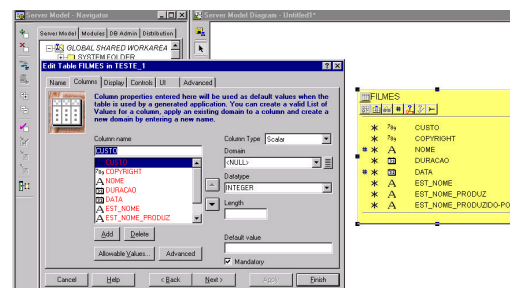 Server Model - Navigator
Server Model Diagram - Untitled1*
Server Model
Modules
DB Admin
Distribution
GLOBAL SHARED WORKAREA
SYSTEM FOLDER
Edit Table FILMES in TESTE_1
Name
Columns
Display
Controls
UI
Advanced
Column properties entered here will be used as default values when the
table is used by a generated application. You can create a valid List of
Values for a column, apply an existing domain to a column and create a
new domain by entering a new name.
Column name
CUSTO
CUSTO
789 COPYRIGHT
A NOME
DURACAO
DATA
A EST_NOME
A EST_NOME_PRODUZ
Add
Delete
Allowable Values...
Advanced
Column Type
Scalar
Domain
<NULL>
Datatype
INTEGER
Length
Default value
Mandatory
Cancel
Help
< Back
Next >
Apply
Finish
FILMES
* 789 CUSTO
* 789 COPYRIGHT
# * A NOME
* DURACAO
# * DATA
* A EST_NOME
* A EST_NOME_PRODUZ
* A EST_NOME_PRODUZIDO-PO